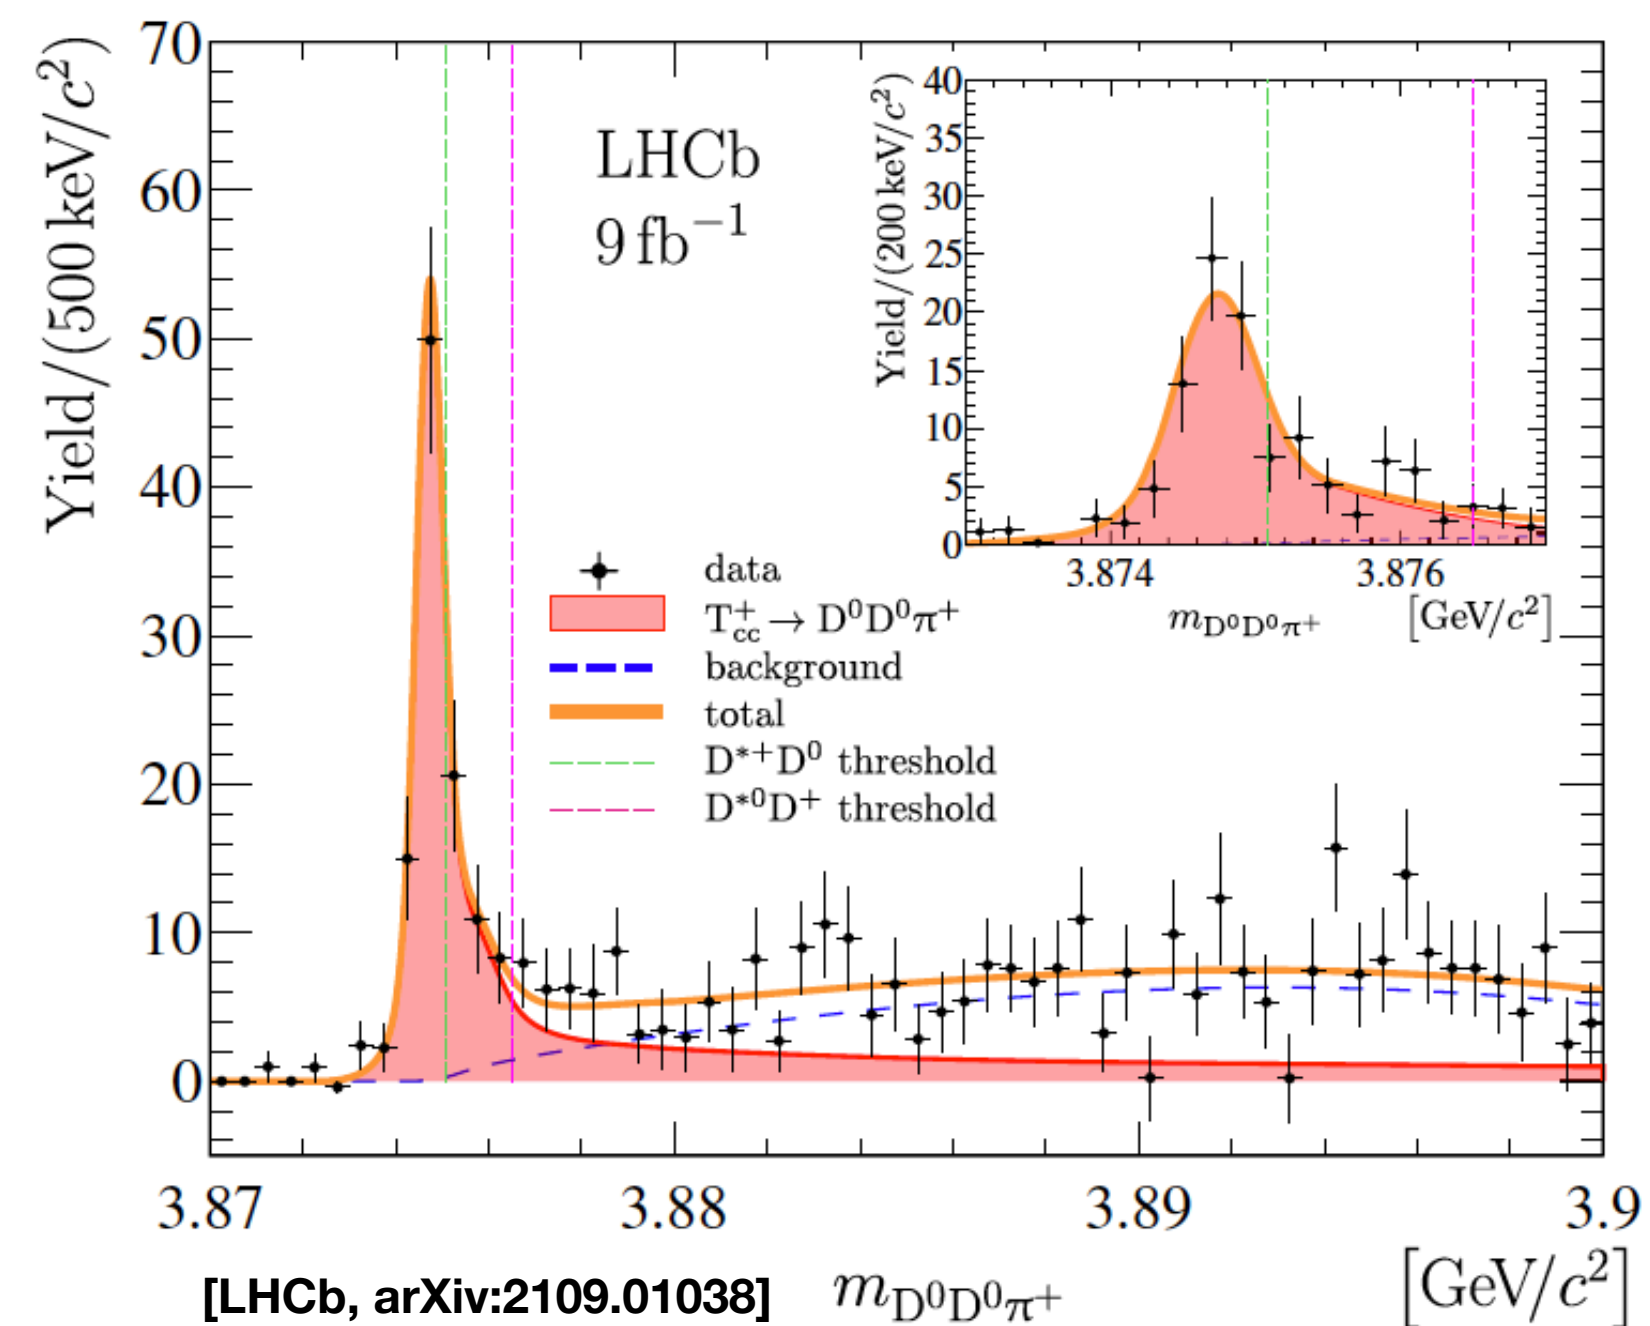 Yield/(500 keV/c²)
70
60
50
40
30
20
10
0
LHCb
9 fb⁻¹
data
T⁺cc → D⁰D⁰π⁺
background
total
D*⁺D⁰ threshold
D*⁰D⁺ threshold
Yield/(200 keV/c²)
40
35
30
25
20
15
10
5
0
3.874 3.876
m_D⁰D⁰π⁺ [GeV/c²]
3.87 3.88 3.89 3.9
[LHCb, arXiv:2109.01038] m_D⁰D⁰π⁺ [GeV/c²]